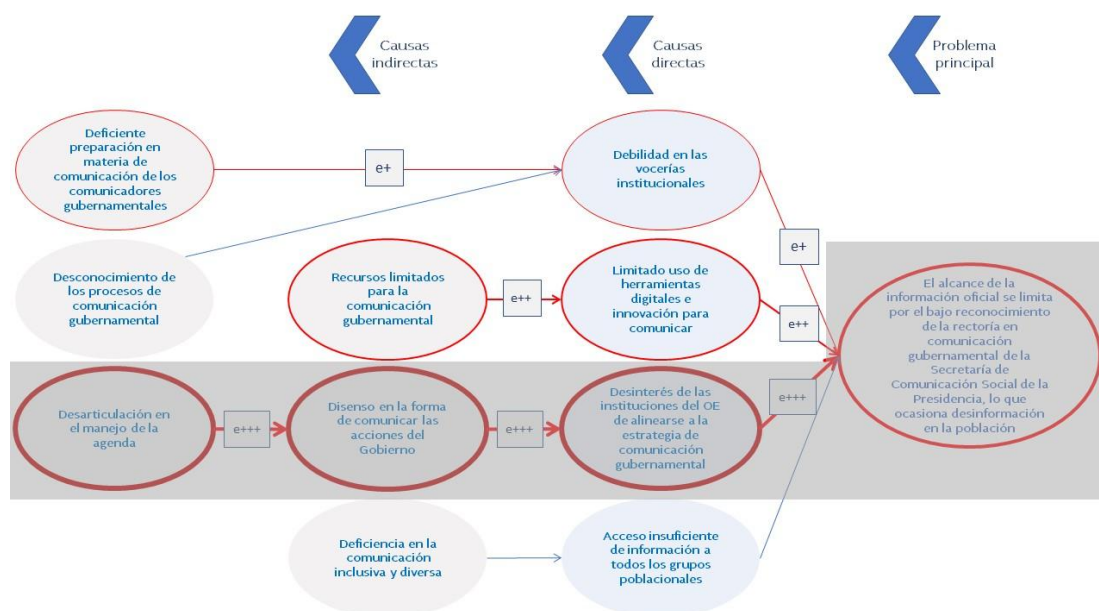 Causas
indirectas
Causas
directas
Problema
principal
Deficiente
preparación en
materia de
comunicación de los
comunicadores
gubernamentales
e+
Debilidad en las
vocerías
institucionales
e+
Desconocimiento de
los procesos de
comunicación
gubernamental
Recursos limitados
para la
comunicación
gubernamental
e++
Limitado uso de
herramientas
digitales e
innovación para
comunicar
e++
El alcance de la
información oficial se limita
por el bajo reconocimiento
de la rectoría en
comunicación
gubernamental de la
Secretaría de
Comunicación Social de la
Presidencia, lo que
ocasiona desinformación
en la población
Desarticulación en
el manejo de la
agenda
e+++
Disenso en la forma
de comunicar las
acciones del
Gobierno
e+++
Desinterés de las
instituciones del OE
de alinearse a la
estrategia de
comunicación
gubernamental
e+++
Deficiencia en la
comunicación
inclusiva y diversa
Acceso insuficiente
de información a
todos los grupos
poblacionales